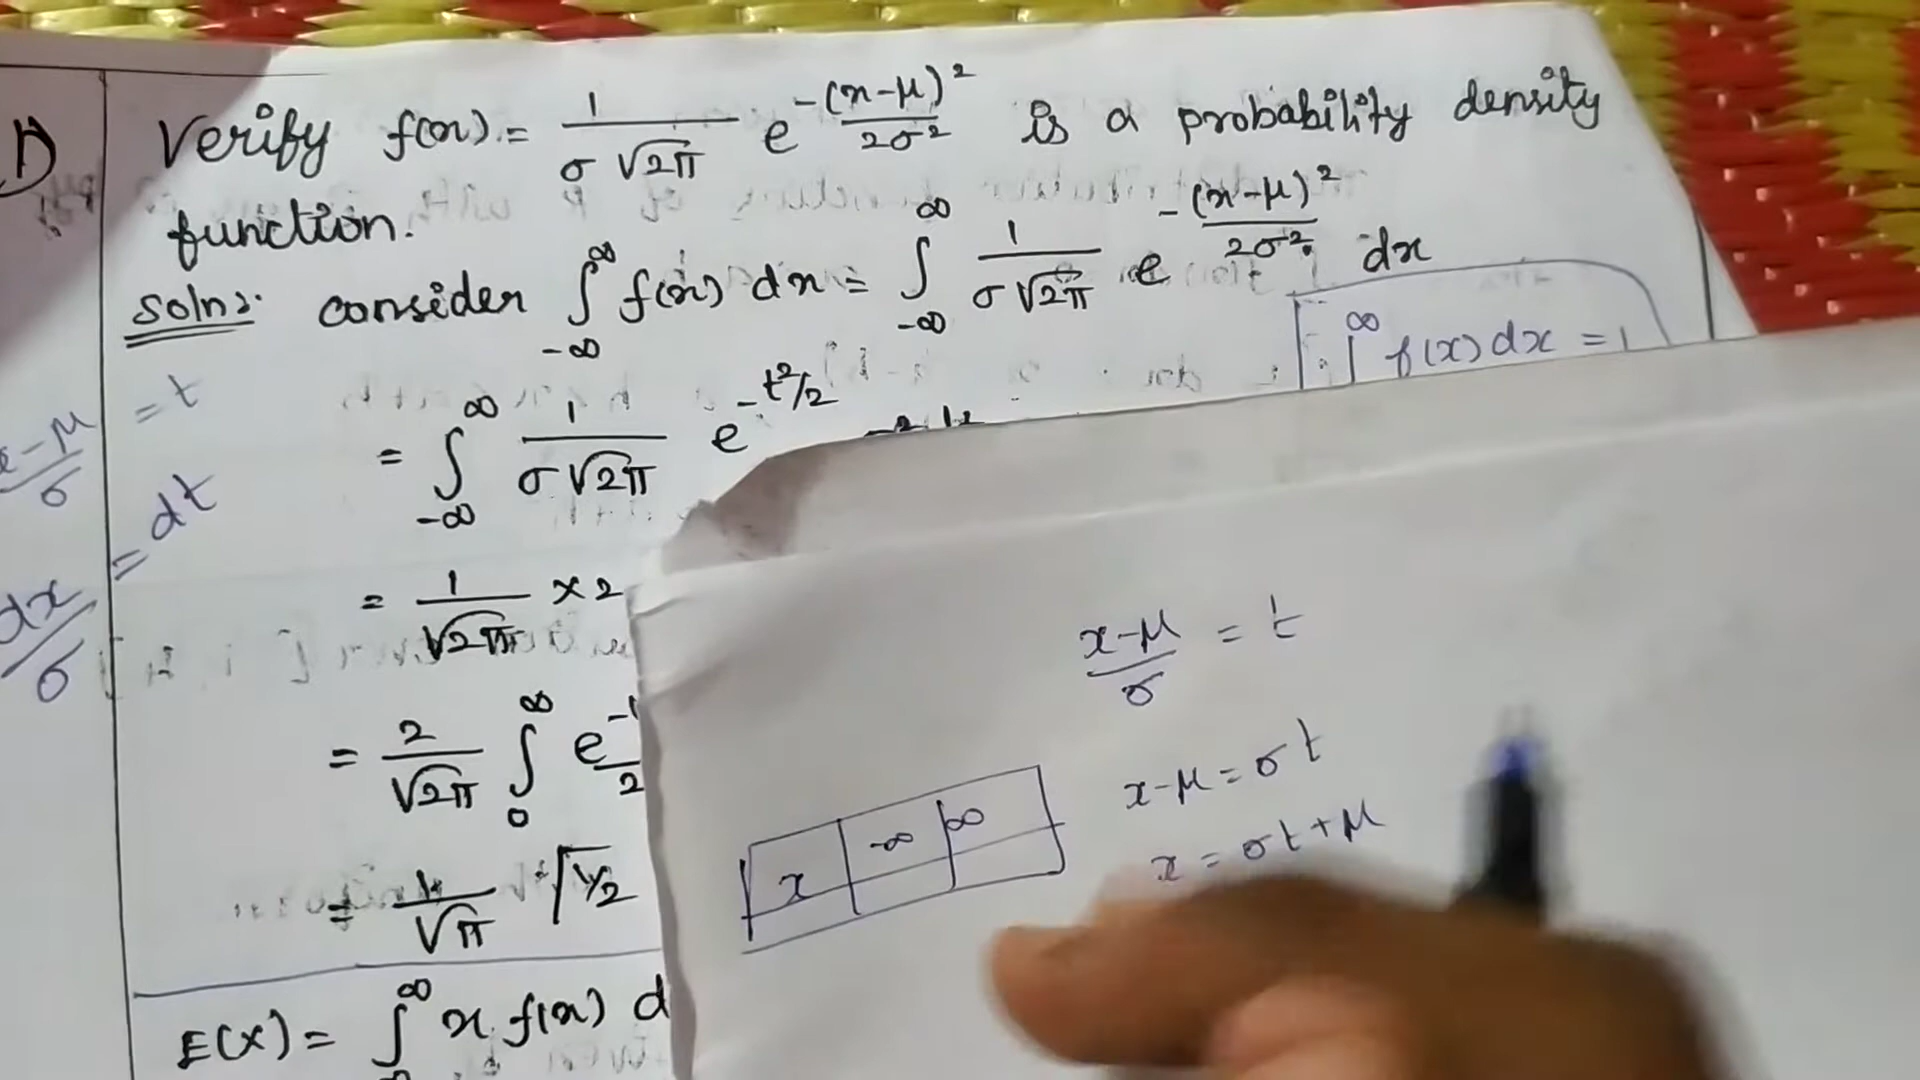 1) Verify f(x) = 1/(σ√2π) e^(-(x-μ)²/2σ²) is a probability density
function.
Soln: consider ∫_{-∞}^{∞} f(x) dx = ∫_{-∞}^{∞} 1/(σ√2π) e^(-(x-μ)²/2σ²) dx
∫^{∞} f(x) dx = 1
x-μ/σ = t
= ∫_{-∞}^{∞} 1/(σ√2π) e^(-t²/2)
dx/σ = dt
= 1/√2π × 2
= 2/√2π ∫_{0}^{∞} e
= 1/√π √1/2
E(X) = ∫^{∞} x f(x) d
x-μ/σ = t
x-μ = σt
x = σt+μ
x -∞ ∞